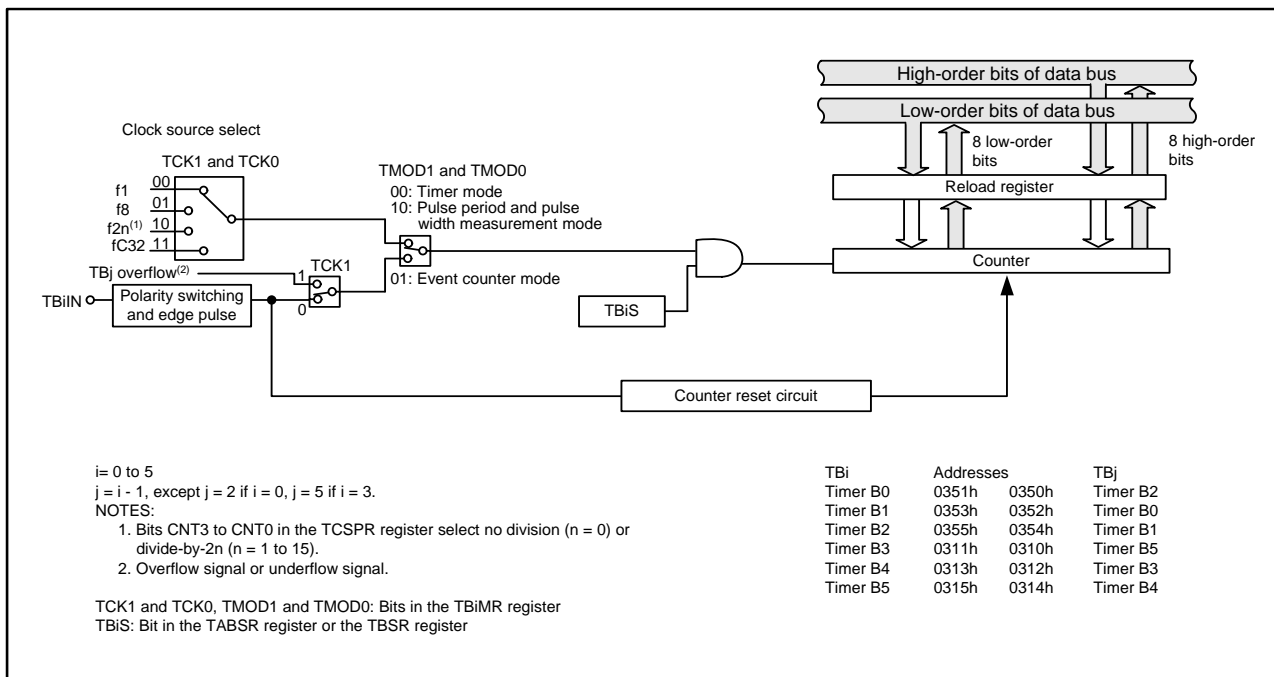 High-order bits of data bus
Low-order bits of data bus
Clock source select
8 low-order
bits
8 high-order
bits
TCK1 and TCK0
TMOD1 and TMOD0
00: Timer mode
10: Pulse period and pulse
width measurement mode
f1 00
f8 01
f2n(1) 10
fC32 11
Reload register
Counter
TBj overflow(2)
1
TCK1
0
01: Event counter mode
TBiIN
Polarity switching
and edge pulse
TBiS
Counter reset circuit
i= 0 to 5
j = i - 1, except j = 2 if i = 0, j = 5 if i = 3.
NOTES:
1. Bits CNT3 to CNT0 in the TCSPR register select no division (n = 0) or
divide-by-2n (n = 1 to 15).
2. Overflow signal or underflow signal.
TCK1 and TCK0, TMOD1 and TMOD0: Bits in the TBiMR register
TBiS: Bit in the TABSR register or the TBSR register
TBi Addresses TBj
Timer B0 0351h 0350h Timer B2
Timer B1 0353h 0352h Timer B0
Timer B2 0355h 0354h Timer B1
Timer B3 0311h 0310h Timer B5
Timer B4 0313h 0312h Timer B3
Timer B5 0315h 0314h Timer B4